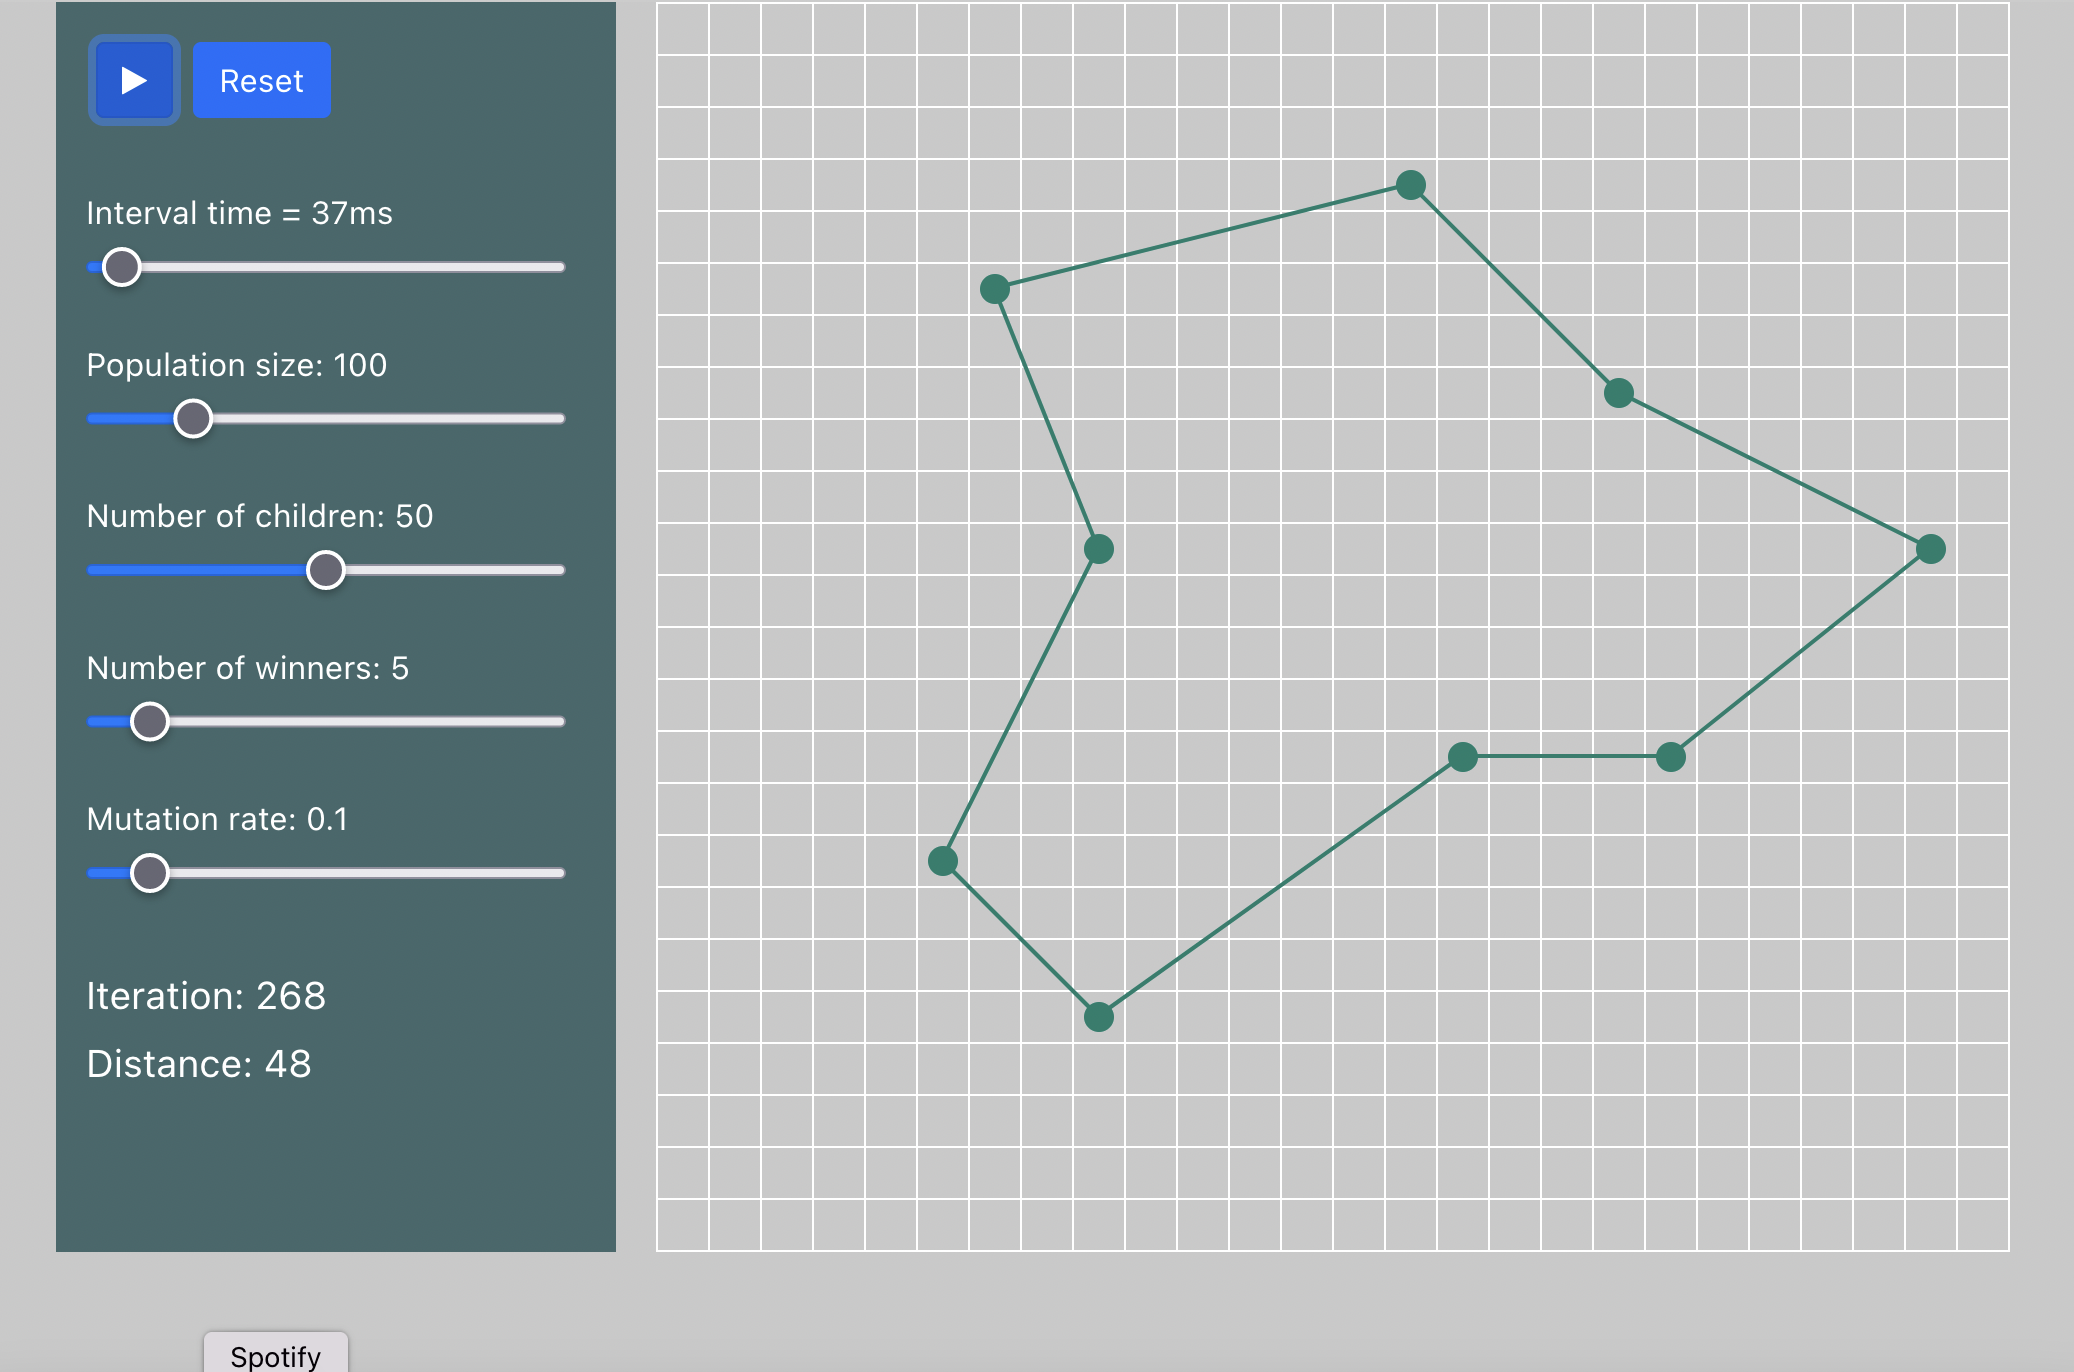 Reset
Interval time = 37ms
Population size: 100
Number of children: 50
Number of winners: 5
Mutation rate: 0.1
Iteration: 268
Distance: 48
Spotify